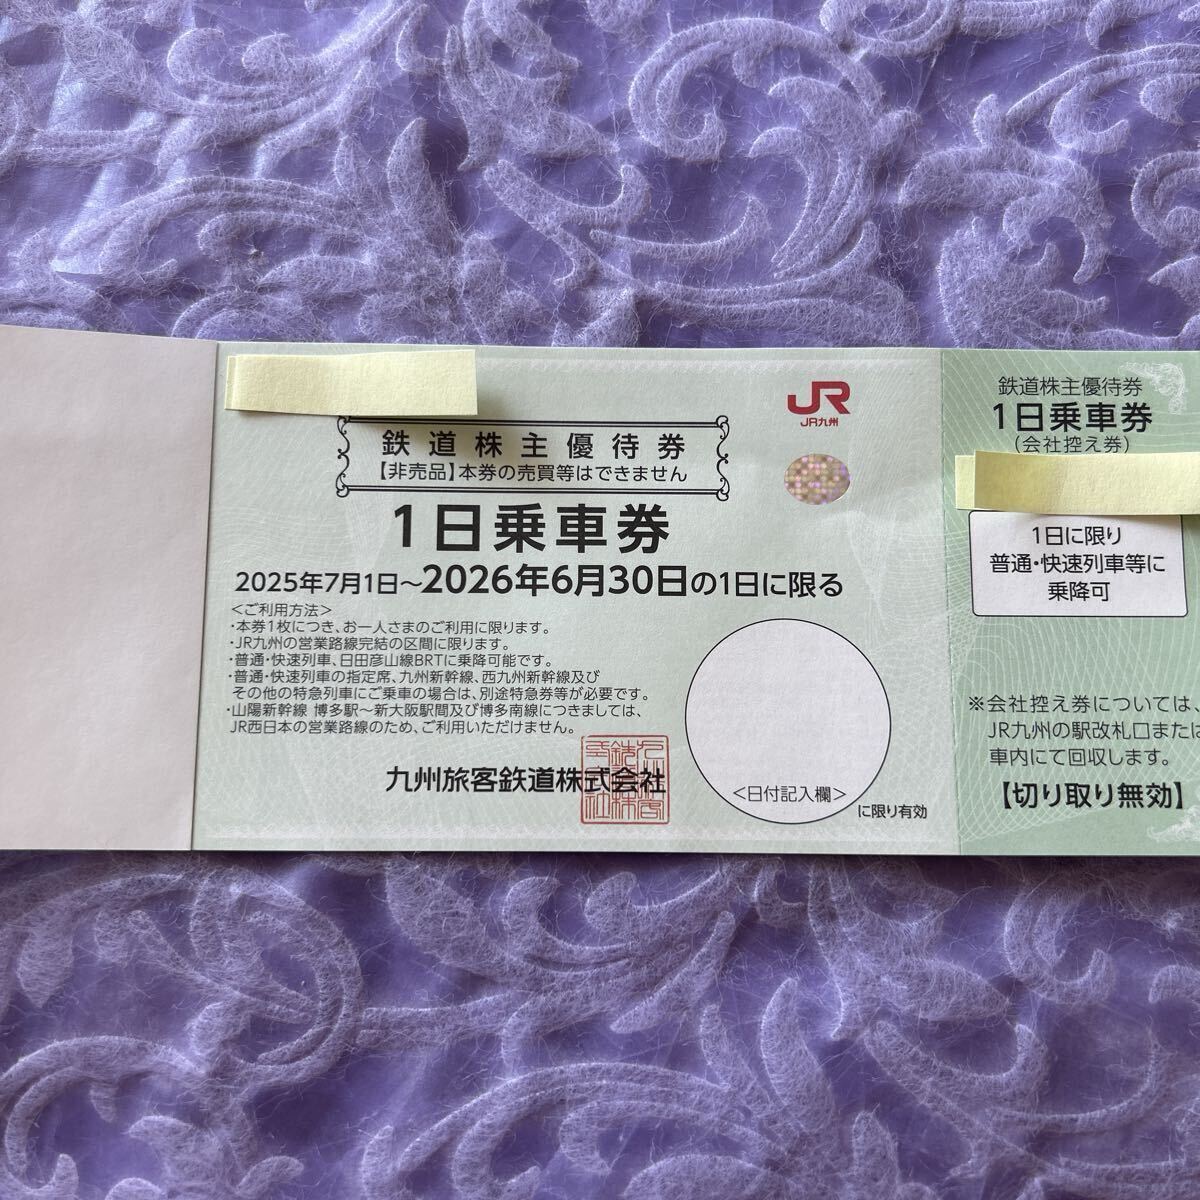 JR
JR九州
鉄道株主優待券
【非売品】本券の売買等はできません
1日乗車券
2025年7月1日～2026年6月30日の1日に限る
＜ご利用方法＞
・本券1枚につき、お一人さまのご利用に限ります。
・JR九州の営業路線完結の区間に限ります。
・普通・快速列車、日田彦山線BRTに乗降可能です。
・普通・快速列車の指定席、九州新幹線、西九州新幹線及び
その他の特急列車にご乗車の場合は、別途特急券等が必要です。
・山陽新幹線 博多駅～新大阪駅間及び博多南線につきましては、
JR西日本の営業路線のため、ご利用いただけません。
九州旅客鉄道株式会社
＜日付記入欄＞
に限り有効
鉄道株主優待券
1日乗車券
（会社控え券）
1日に限り
普通・快速列車等に
乗降可
※会社控え券については、
JR九州の駅改札口または
車内にて回収します。
【切り取り無効】